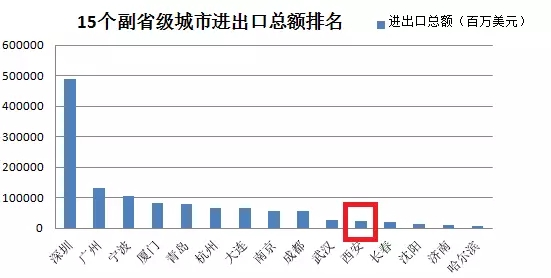 15个副省级城市进出口总额排名
进出口总额（百万美元）
600000
500000
400000
300000
200000
100000
0
深圳
广州
宁波
厦门
青岛
杭州
大连
南京
成都
武汉
西安
长春
沈阳
济南
哈尔滨